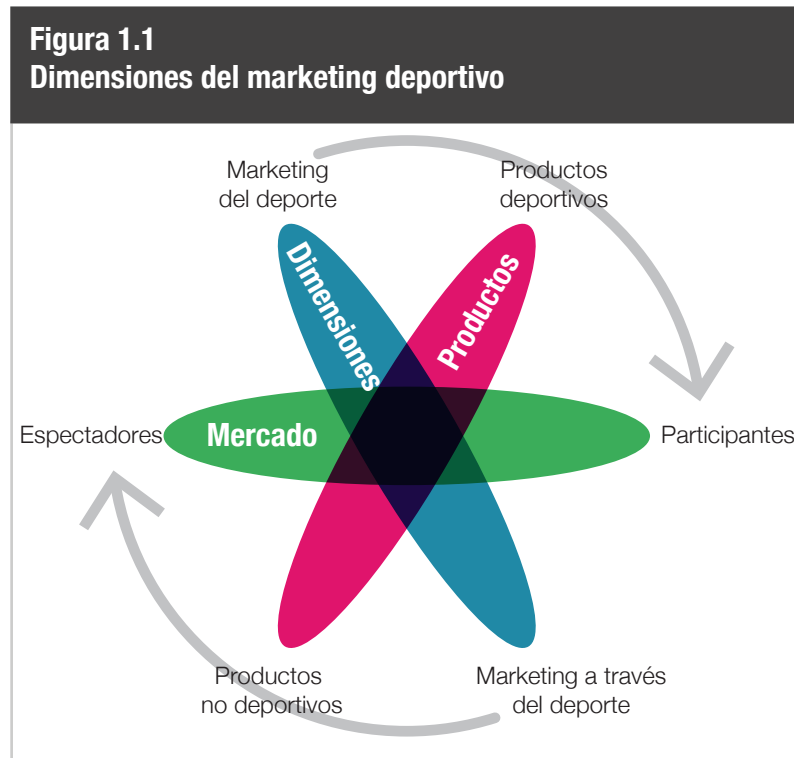 Figura 1.1
Dimensiones del marketing deportivo
Marketing
del deporte
Productos
deportivos
Dimensiones
Productos
Espectadores
Mercado
Participantes
Productos
no deportivos
Marketing a través
del deporte